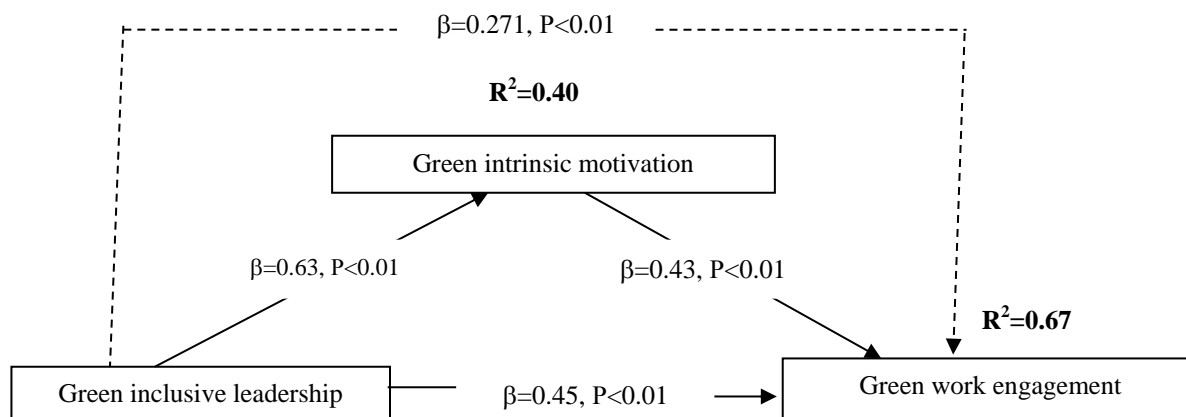 β=0.271, P<0.01
R²=0.40
Green intrinsic motivation
β=0.63, P<0.01
β=0.43, P<0.01
R²=0.67
Green inclusive leadership
β=0.45, P<0.01
Green work engagement